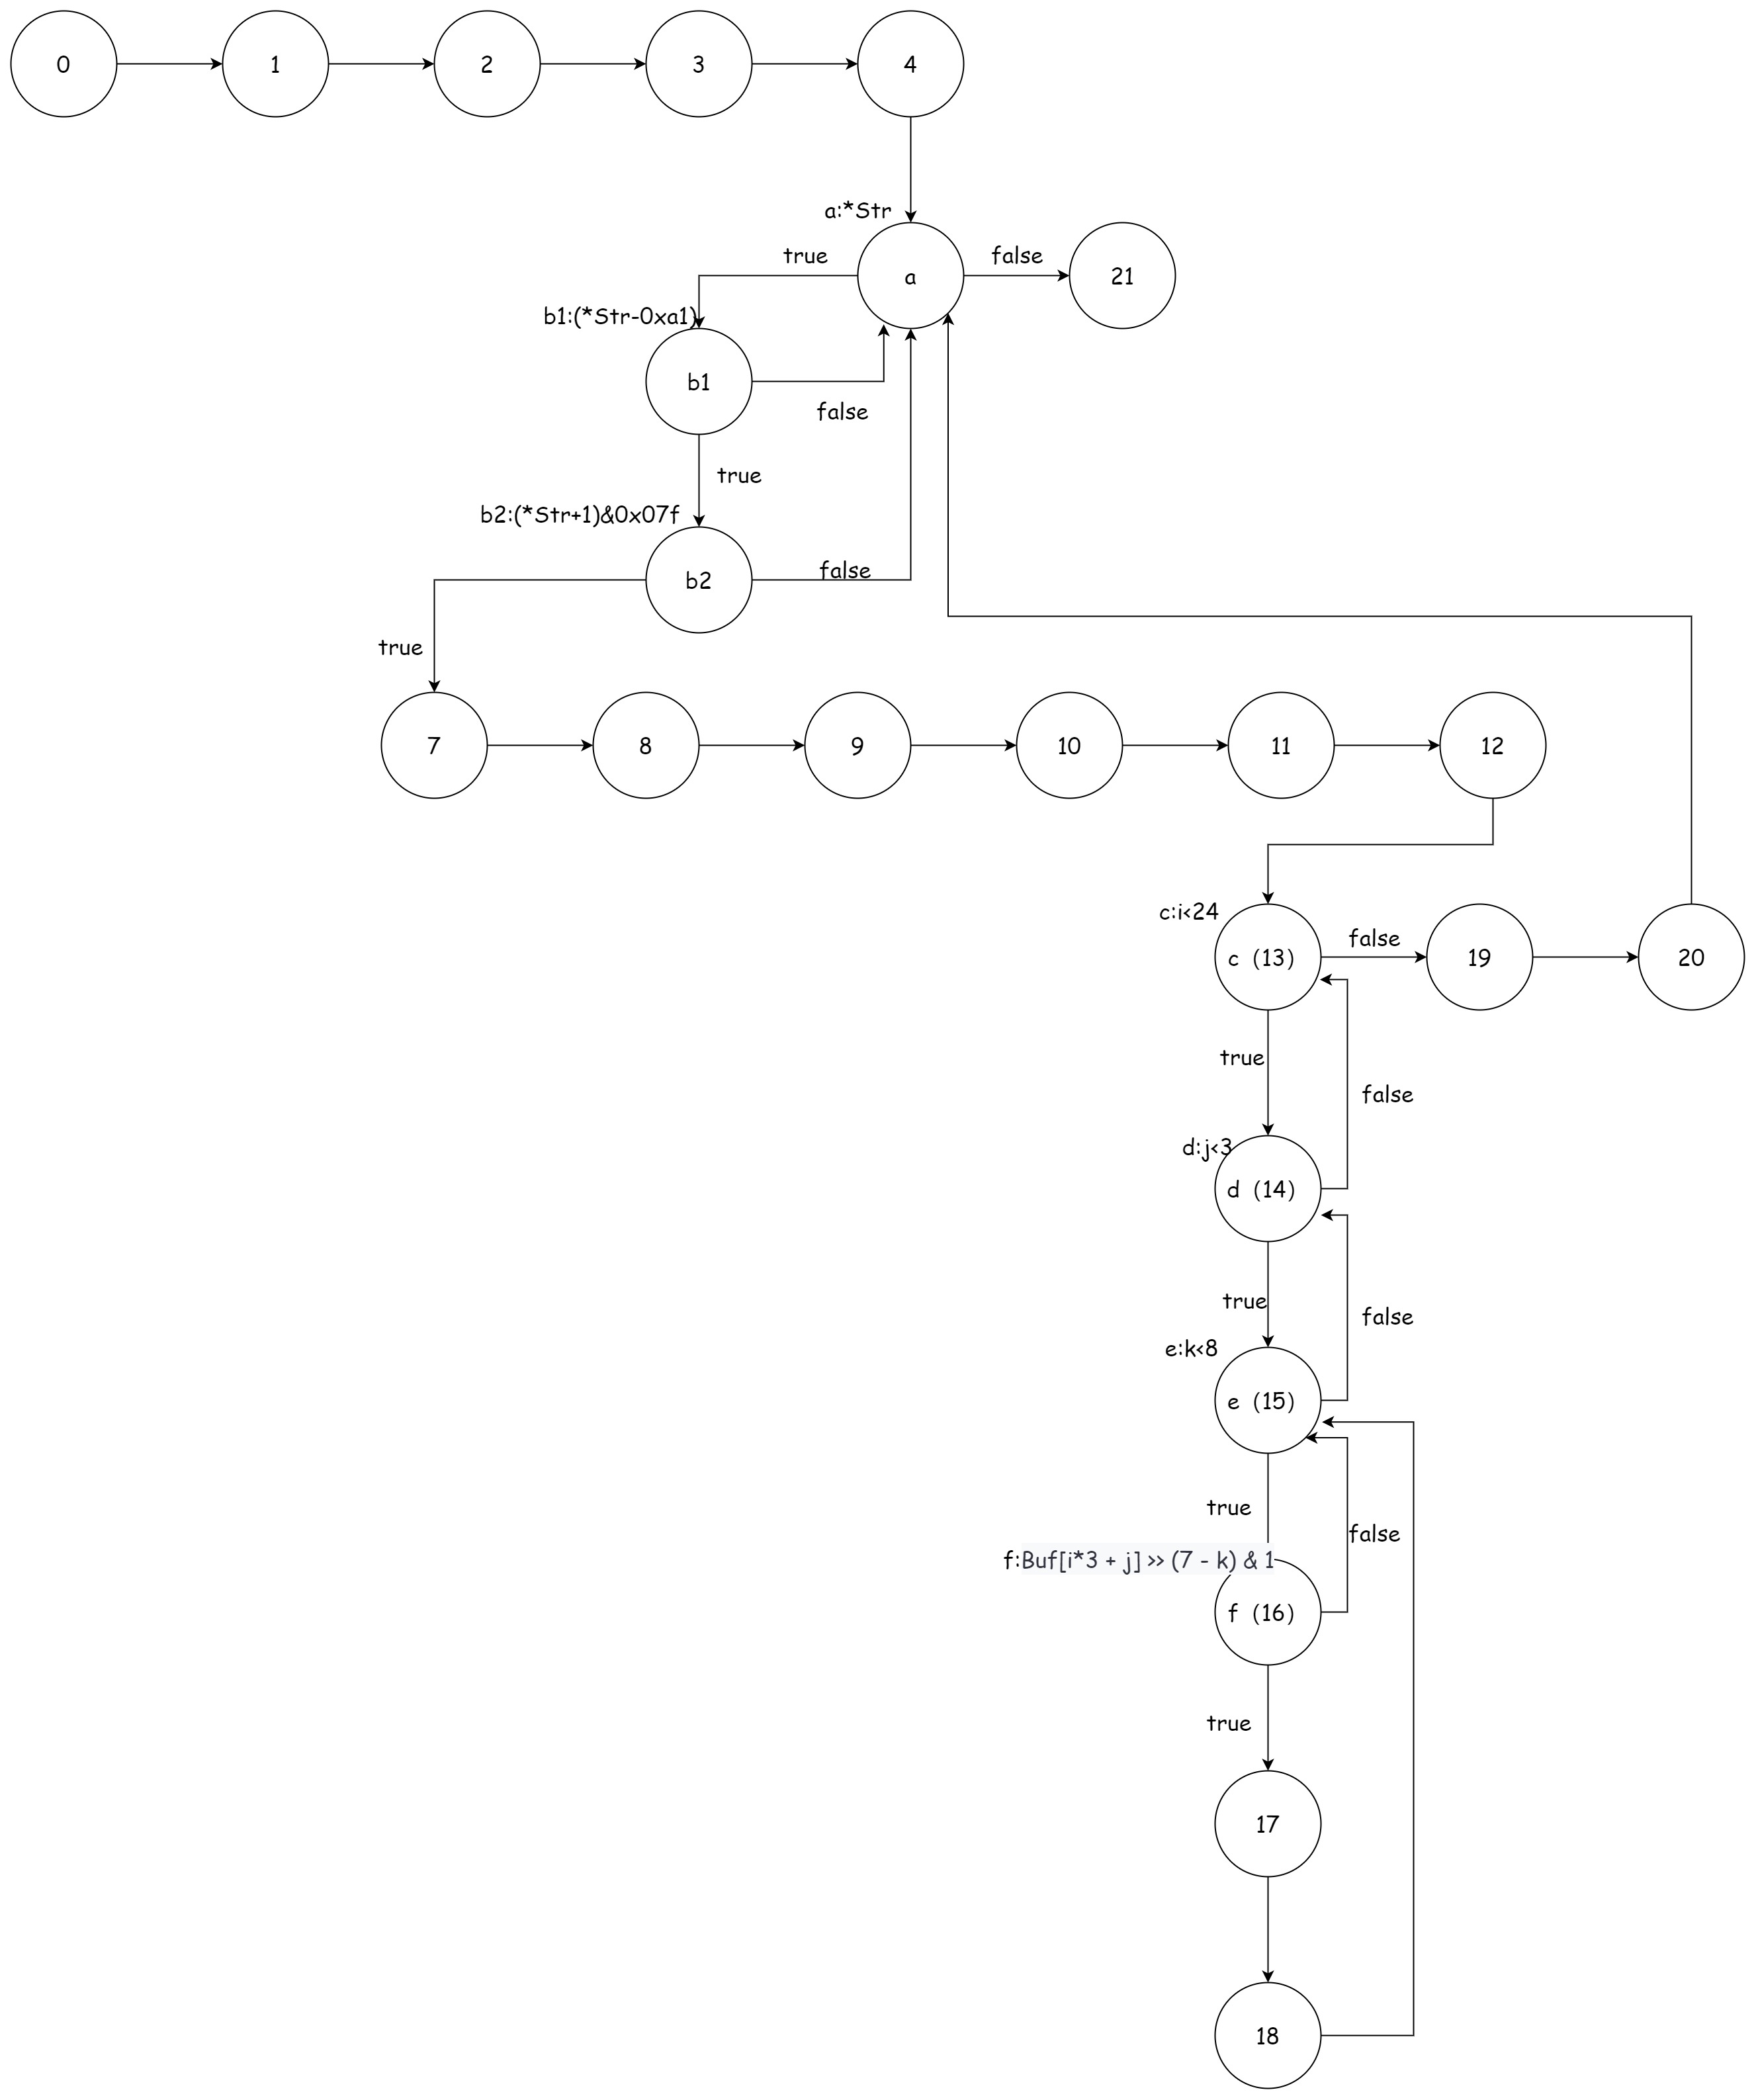 0
1
2
3
4
a:*Str
true
a
false
21
b1:(*Str-0xa1)
b1
false
true
b2:(*Str+1)&0x07f
b2
false
true
7
8
9
10
11
12
c:i<24
c (13)
false
19
20
true
false
d:j<3
d (14)
true
false
e:k<8
e (15)
true
false
f:Buf[i*3 + j] >> (7 - k) & 1
f (16)
true
17
18